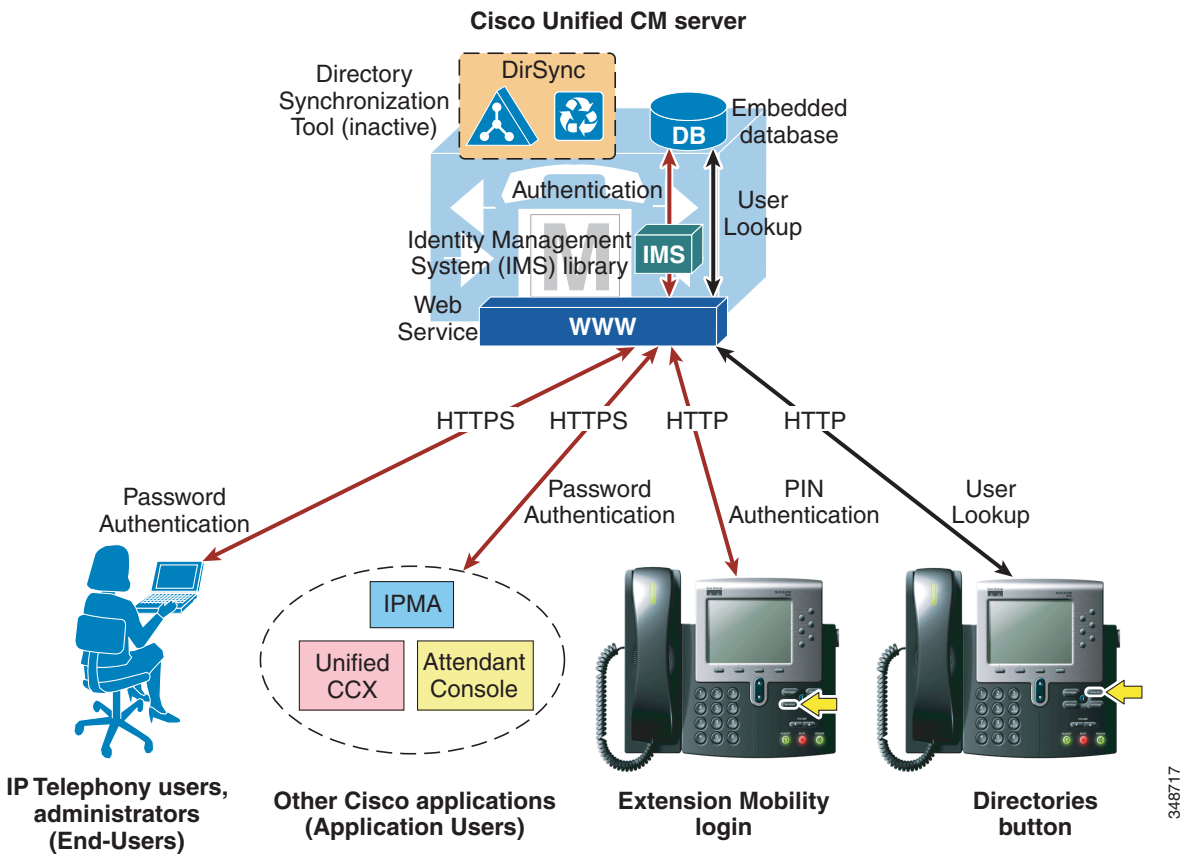 Cisco Unified CM server
Directory
Synchronization
Tool (inactive)
DirSync
DB
Embedded
database
Authentication
User
Lookup
Identity Management
System (IMS) library
M
IMS
Web
Service
WWW
HTTPS
HTTPS
HTTP
HTTP
Password
Authentication
Password
Authentication
PIN
Authentication
User
Lookup
IPMA
Unified
CCX
Attendant
Console
IP Telephony users,
administrators
(End-Users)
Other Cisco applications
(Application Users)
Extension Mobility
login
Directories
button
348717